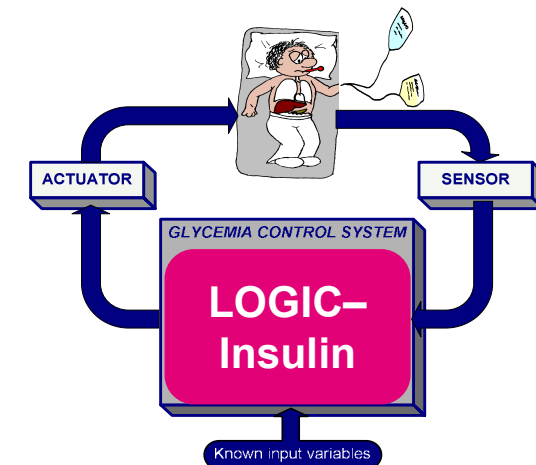 ACTUATOR
SENSOR
GLYCEMIA CONTROL SYSTEM
LOGIC–
Insulin
Known input variables